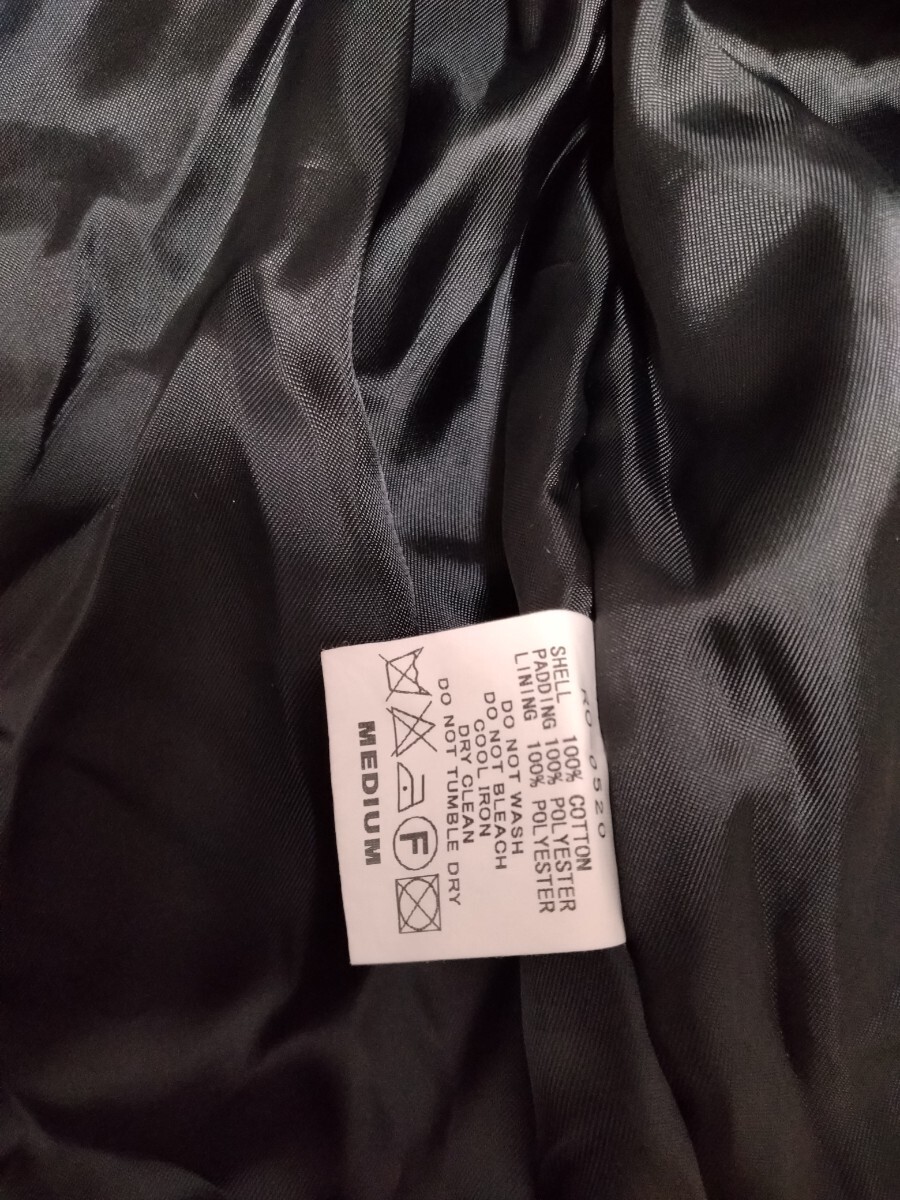 SHELL 100% COTTON
PADDING 100% POLYESTER
LINING 100% POLYESTER
DO NOT WASH
DO NOT BLEACH
COOL IRON
DRY CLEAN
DO NOT TUMBLE DRY
F
MEDIUM